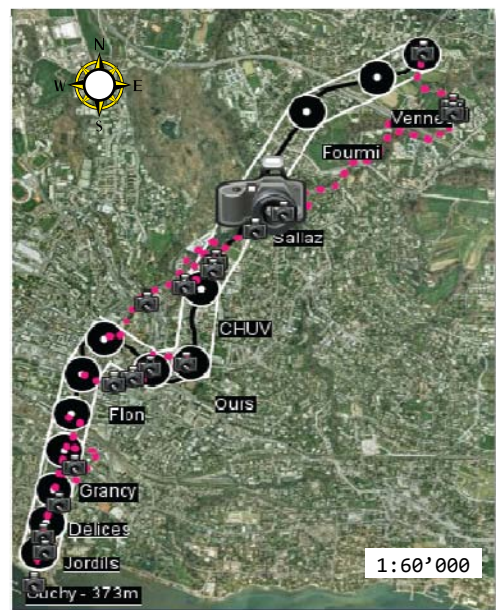 N
W E
S
Vennes
Fourmi
Sallaz
CHUV
Ours
Flon
Grancy
Délices
Jordils
1:60’000
Ouchy - 373m